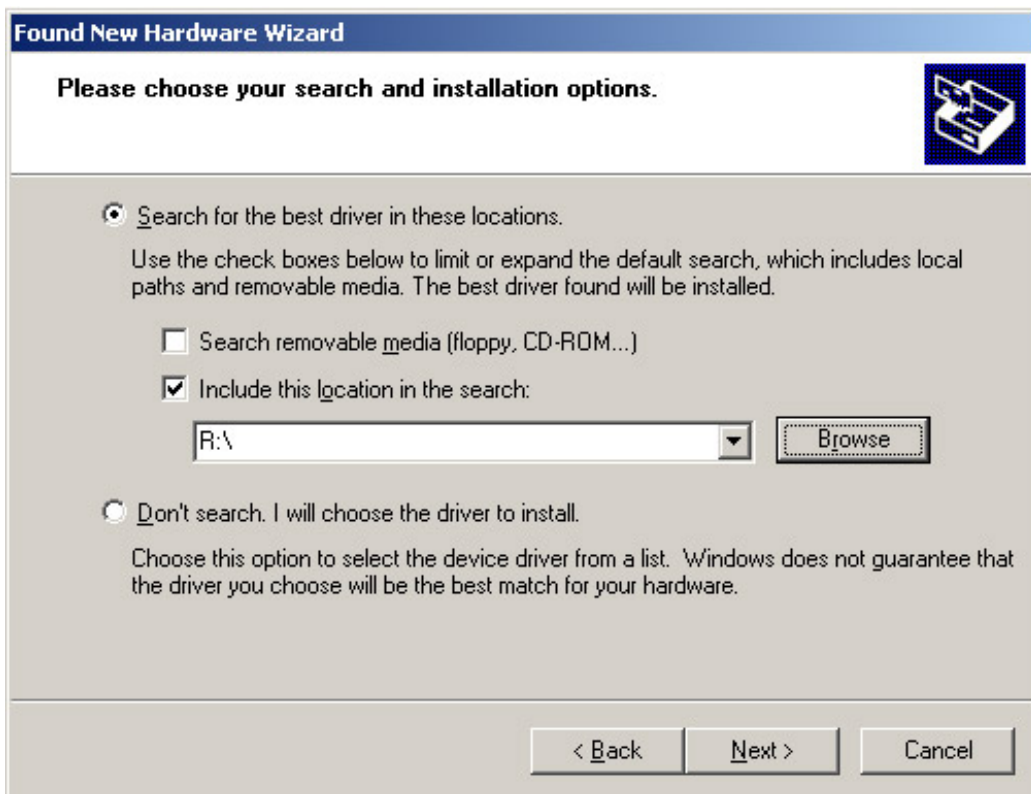 Found New Hardware Wizard
Please choose your search and installation options.
Search for the best driver in these locations.
Use the check boxes below to limit or expand the default search, which includes local
paths and removable media. The best driver found will be installed.
Search removable media (floppy, CD-ROM...)
Include this location in the search:
R:\
Browse
Don't search. I will choose the driver to install.
Choose this option to select the device driver from a list. Windows does not guarantee that
the driver you choose will be the best match for your hardware.
< Back Next > Cancel